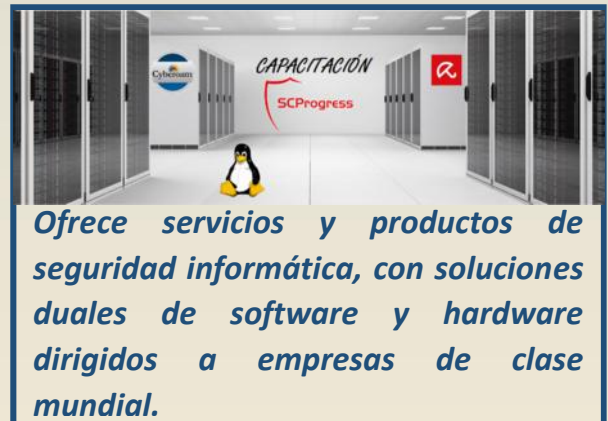 Cyberoam
CAPACITACIÓN
SCProgress
Ofrece servicios y productos de
seguridad informática, con soluciones
duales de software y hardware
dirigidos a empresas de clase
mundial.